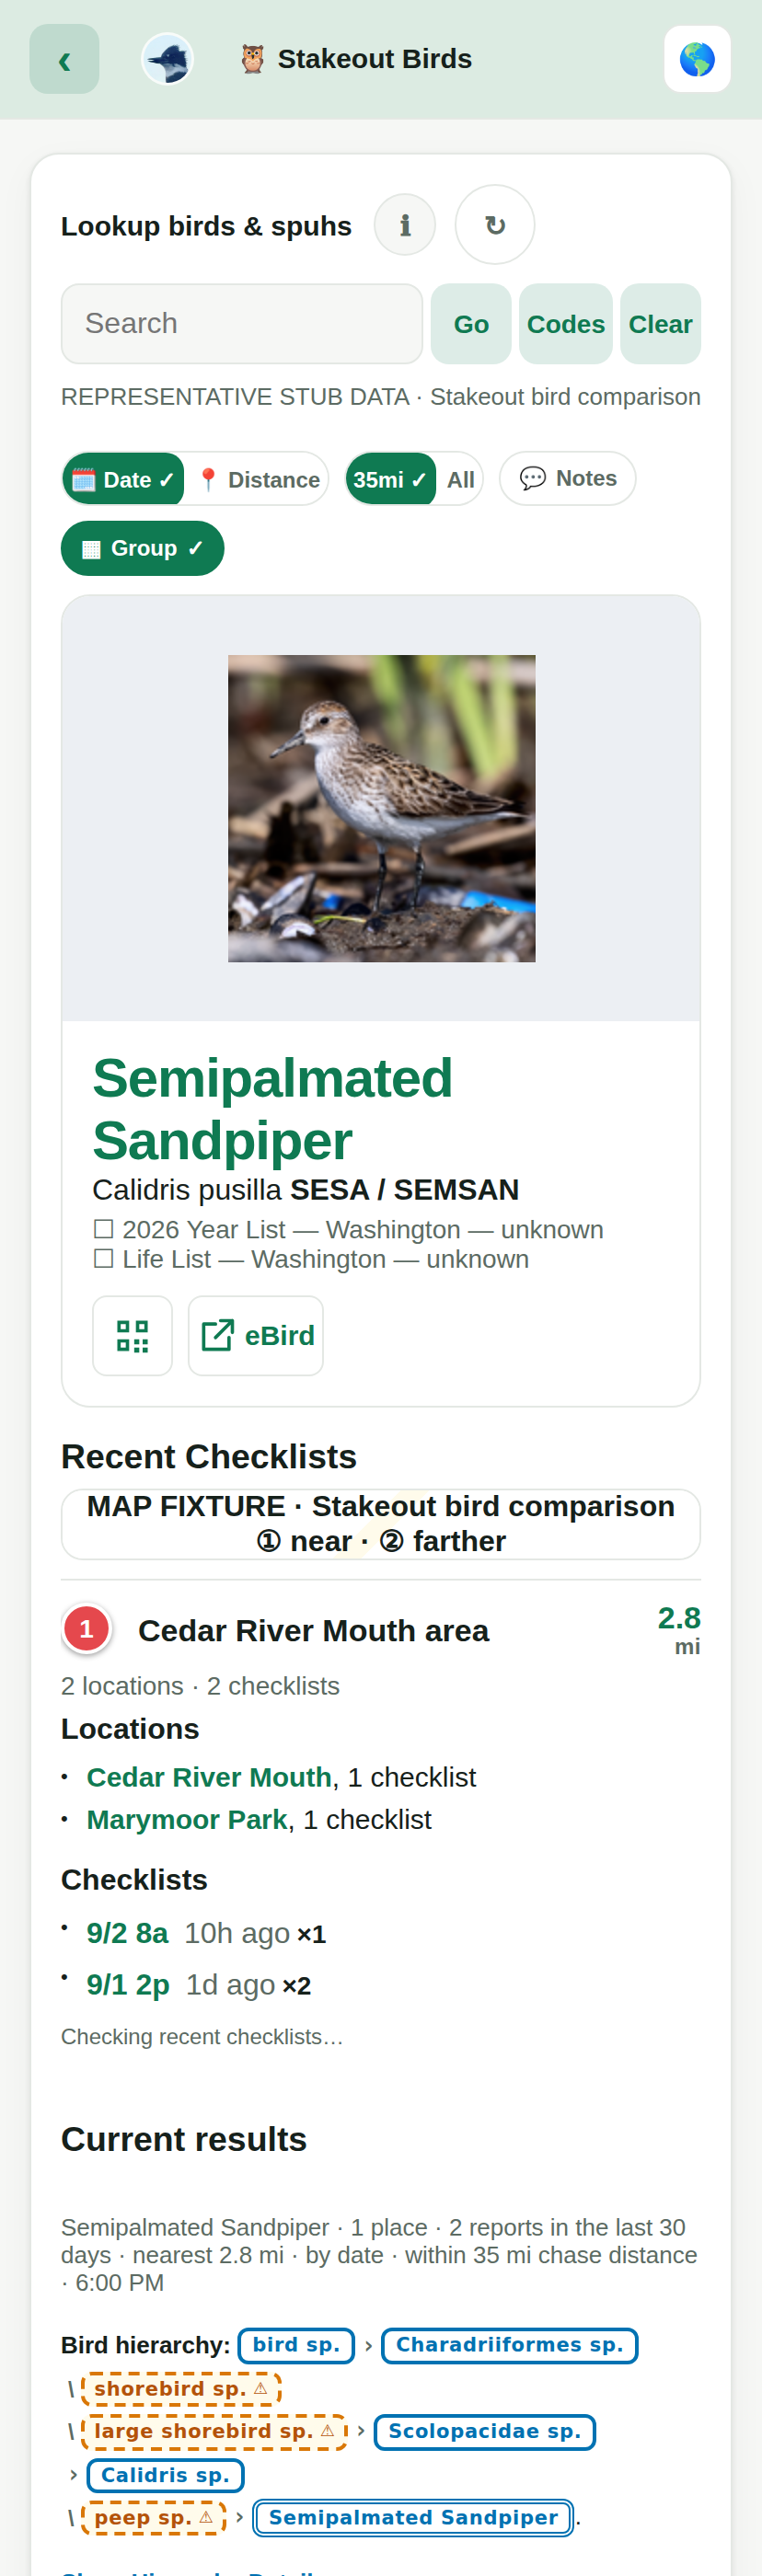 ‹ 🦉 Stakeout Birds 🌎
Lookup birds & spuhs ℹ ↻
Search Go Codes Clear
REPRESENTATIVE STUB DATA · Stakeout bird comparison
🗓️ Date ✓ 📍 Distance 35mi ✓ All 💬 Notes
▦ Group ✓
Semipalmated
Sandpiper
Calidris pusilla SESA / SEMSAN
☐ 2026 Year List — Washington — unknown
☐ Life List — Washington — unknown
eBird
Recent Checklists
MAP FIXTURE · Stakeout bird comparison
① near · ② farther
1 Cedar River Mouth area 2.8
mi
2 locations · 2 checklists
Locations
• Cedar River Mouth, 1 checklist
• Marymoor Park, 1 checklist
Checklists
• 9/2 8a 10h ago ×1
• 9/1 2p 1d ago ×2
Checking recent checklists…
Current results
Semipalmated Sandpiper · 1 place · 2 reports in the last 30
days · nearest 2.8 mi · by date · within 35 mi chase distance
· 6:00 PM
Bird hierarchy: bird sp. › Charadriiformes sp.
\ shorebird sp. ⚠
\ large shorebird sp. ⚠ › Scolopacidae sp.
› Calidris sp.
\ peep sp. ⚠ › Semipalmated Sandpiper .